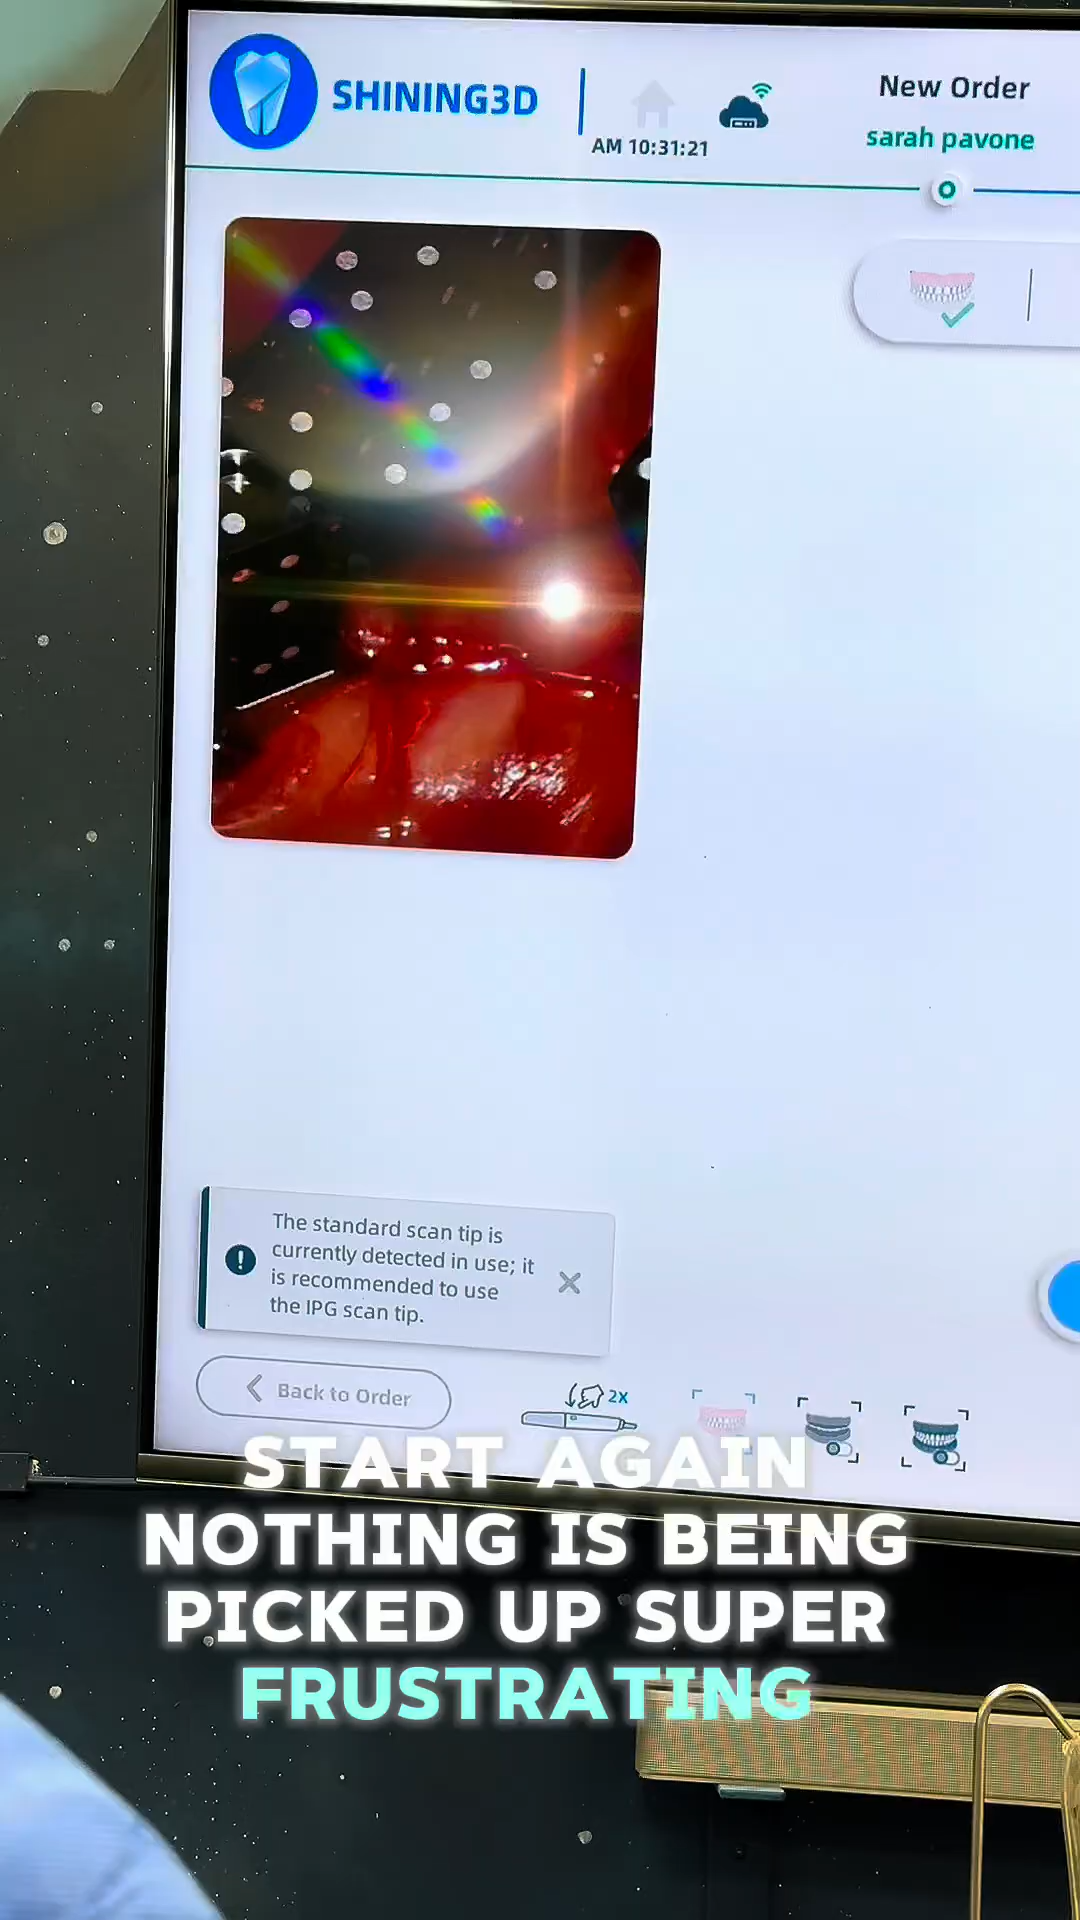 SHINING3D
AM 10:31:21
New Order
sarah pavone
The standard scan tip is
currently detected in use; it
is recommended to use
the IPG scan tip.
Back to Order
2X
START AGAIN
NOTHING IS BEING
PICKED UP SUPER
FRUSTRATING